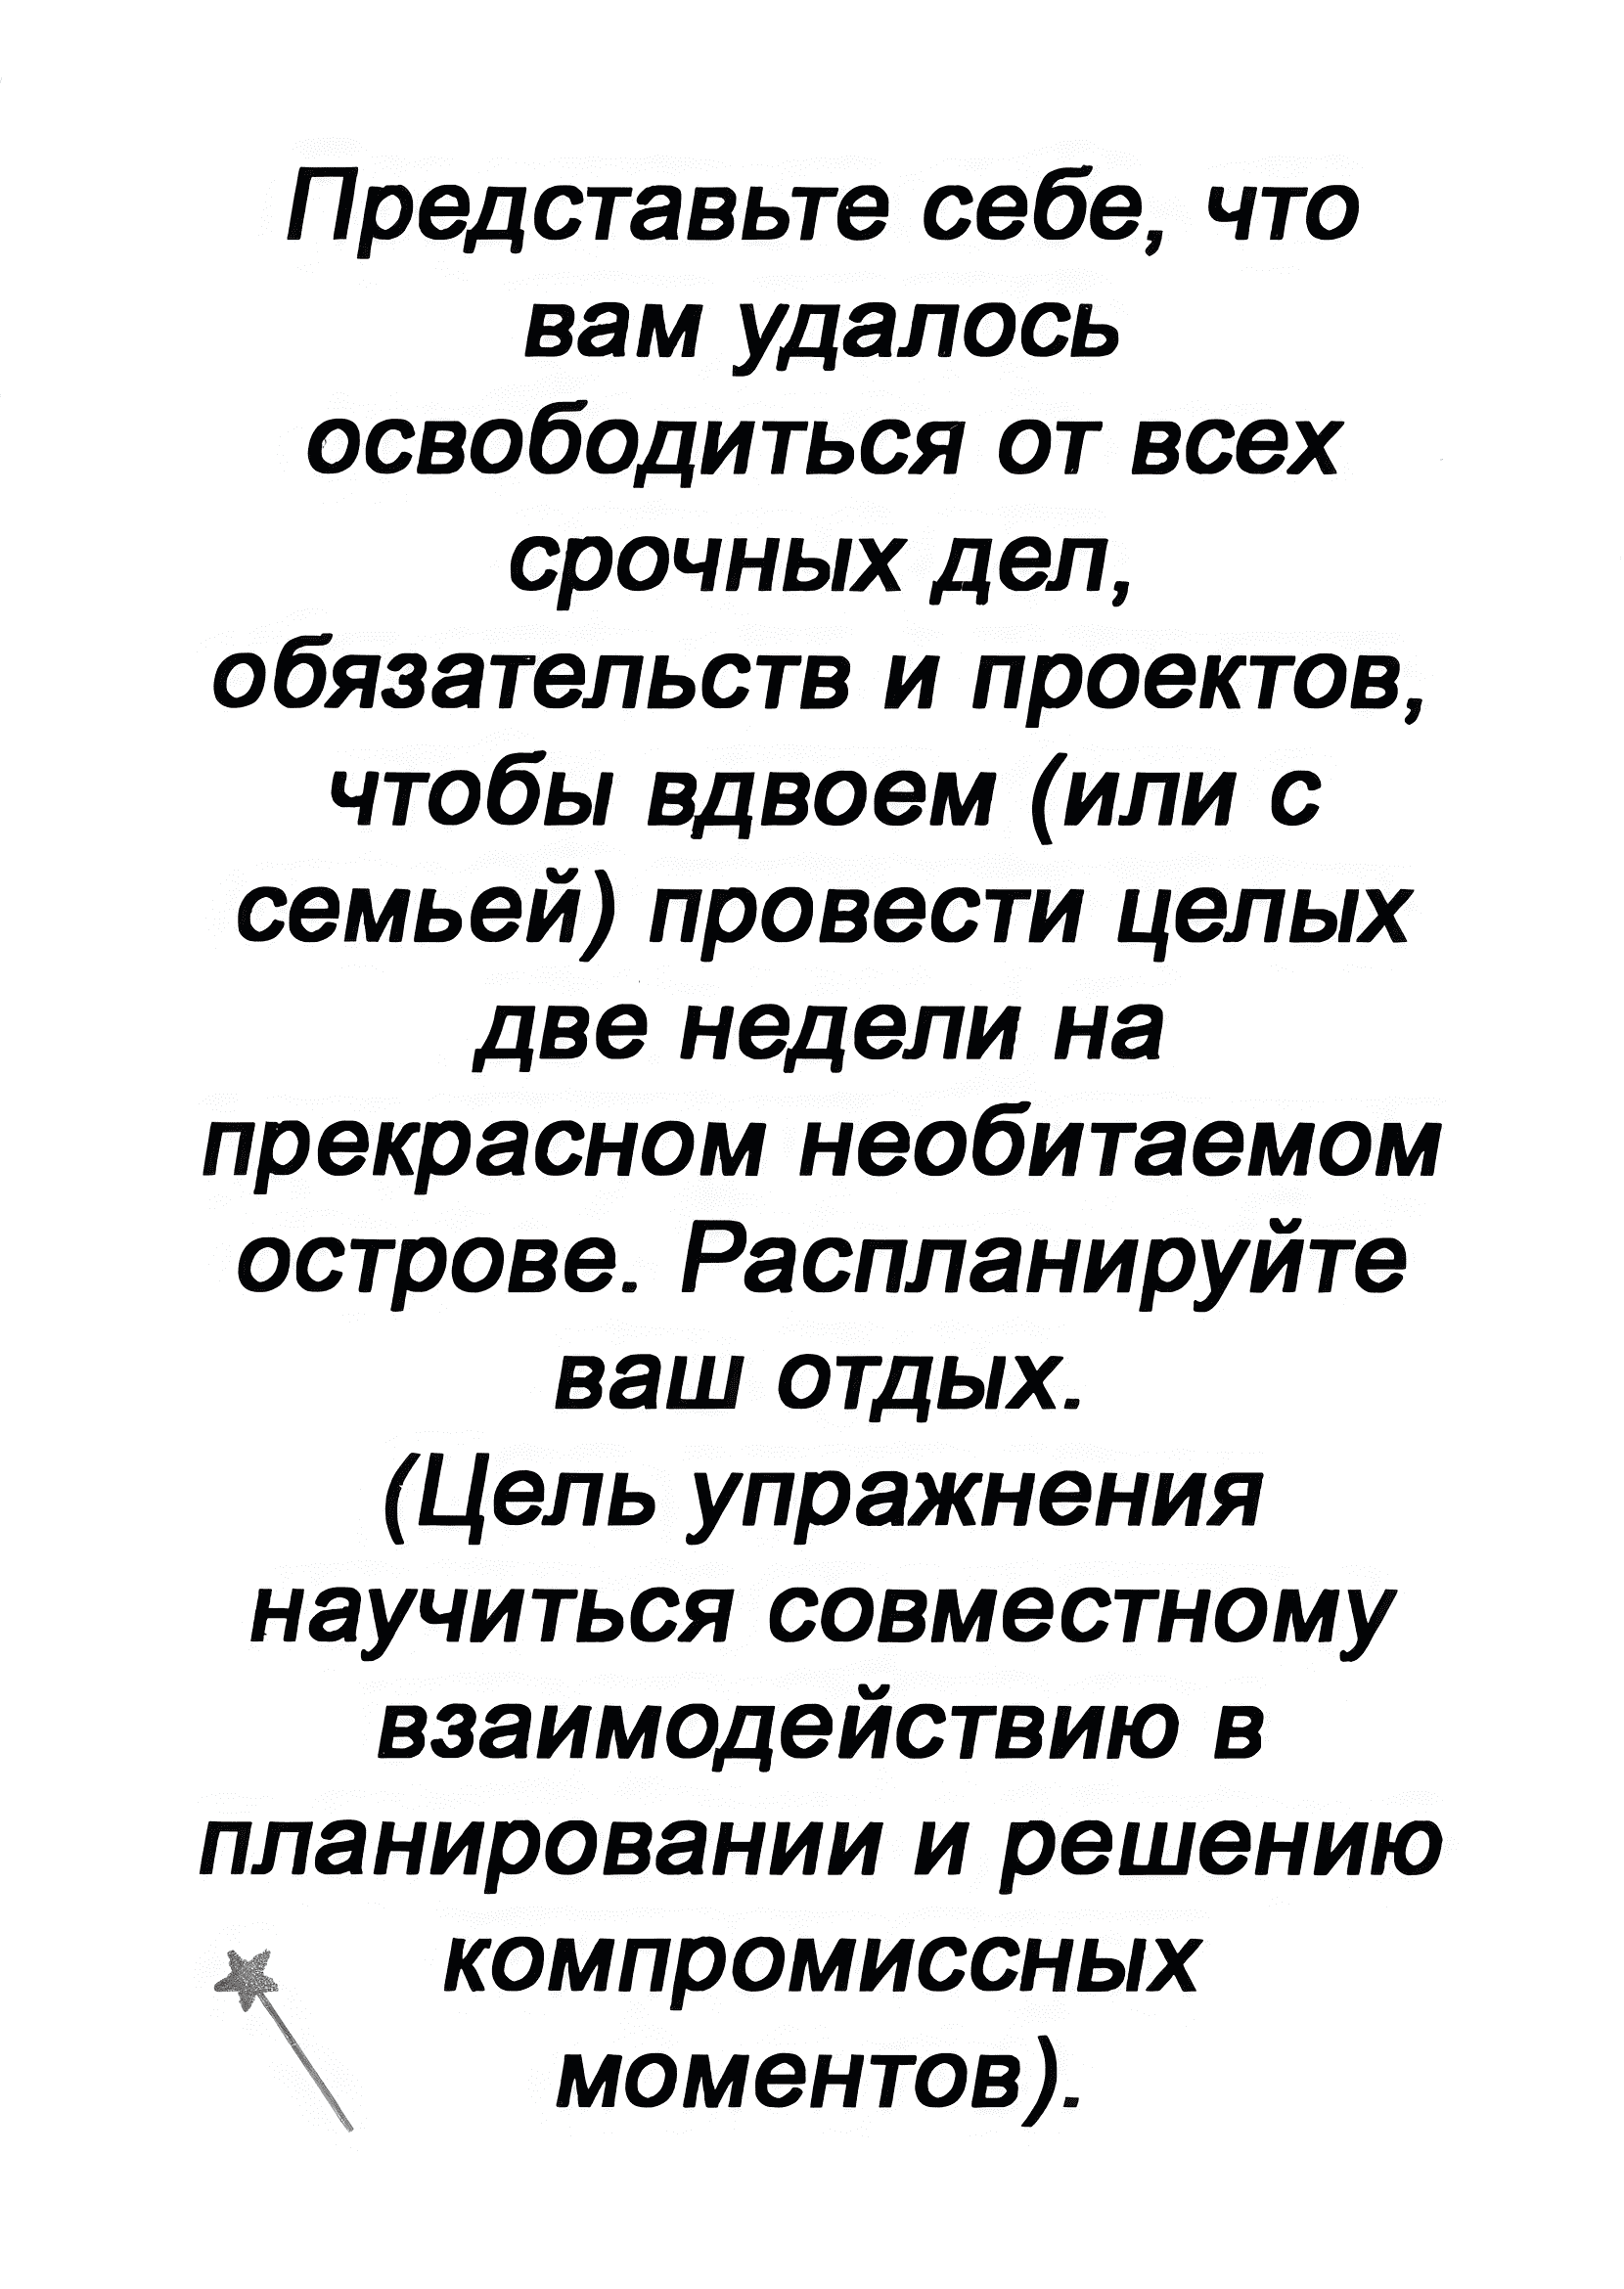 Представьте себе, что
вам удалось
освободиться от всех
срочных дел,
обязательств и проектов,
чтобы вдвоем (или с
семьей) провести целых
две недели на
прекрасном необитаемом
острове. Распланируйте
ваш отдых.
(Цель упражнения
научиться совместному
взаимодействию в
планировании и решению
компромиссных
моментов).